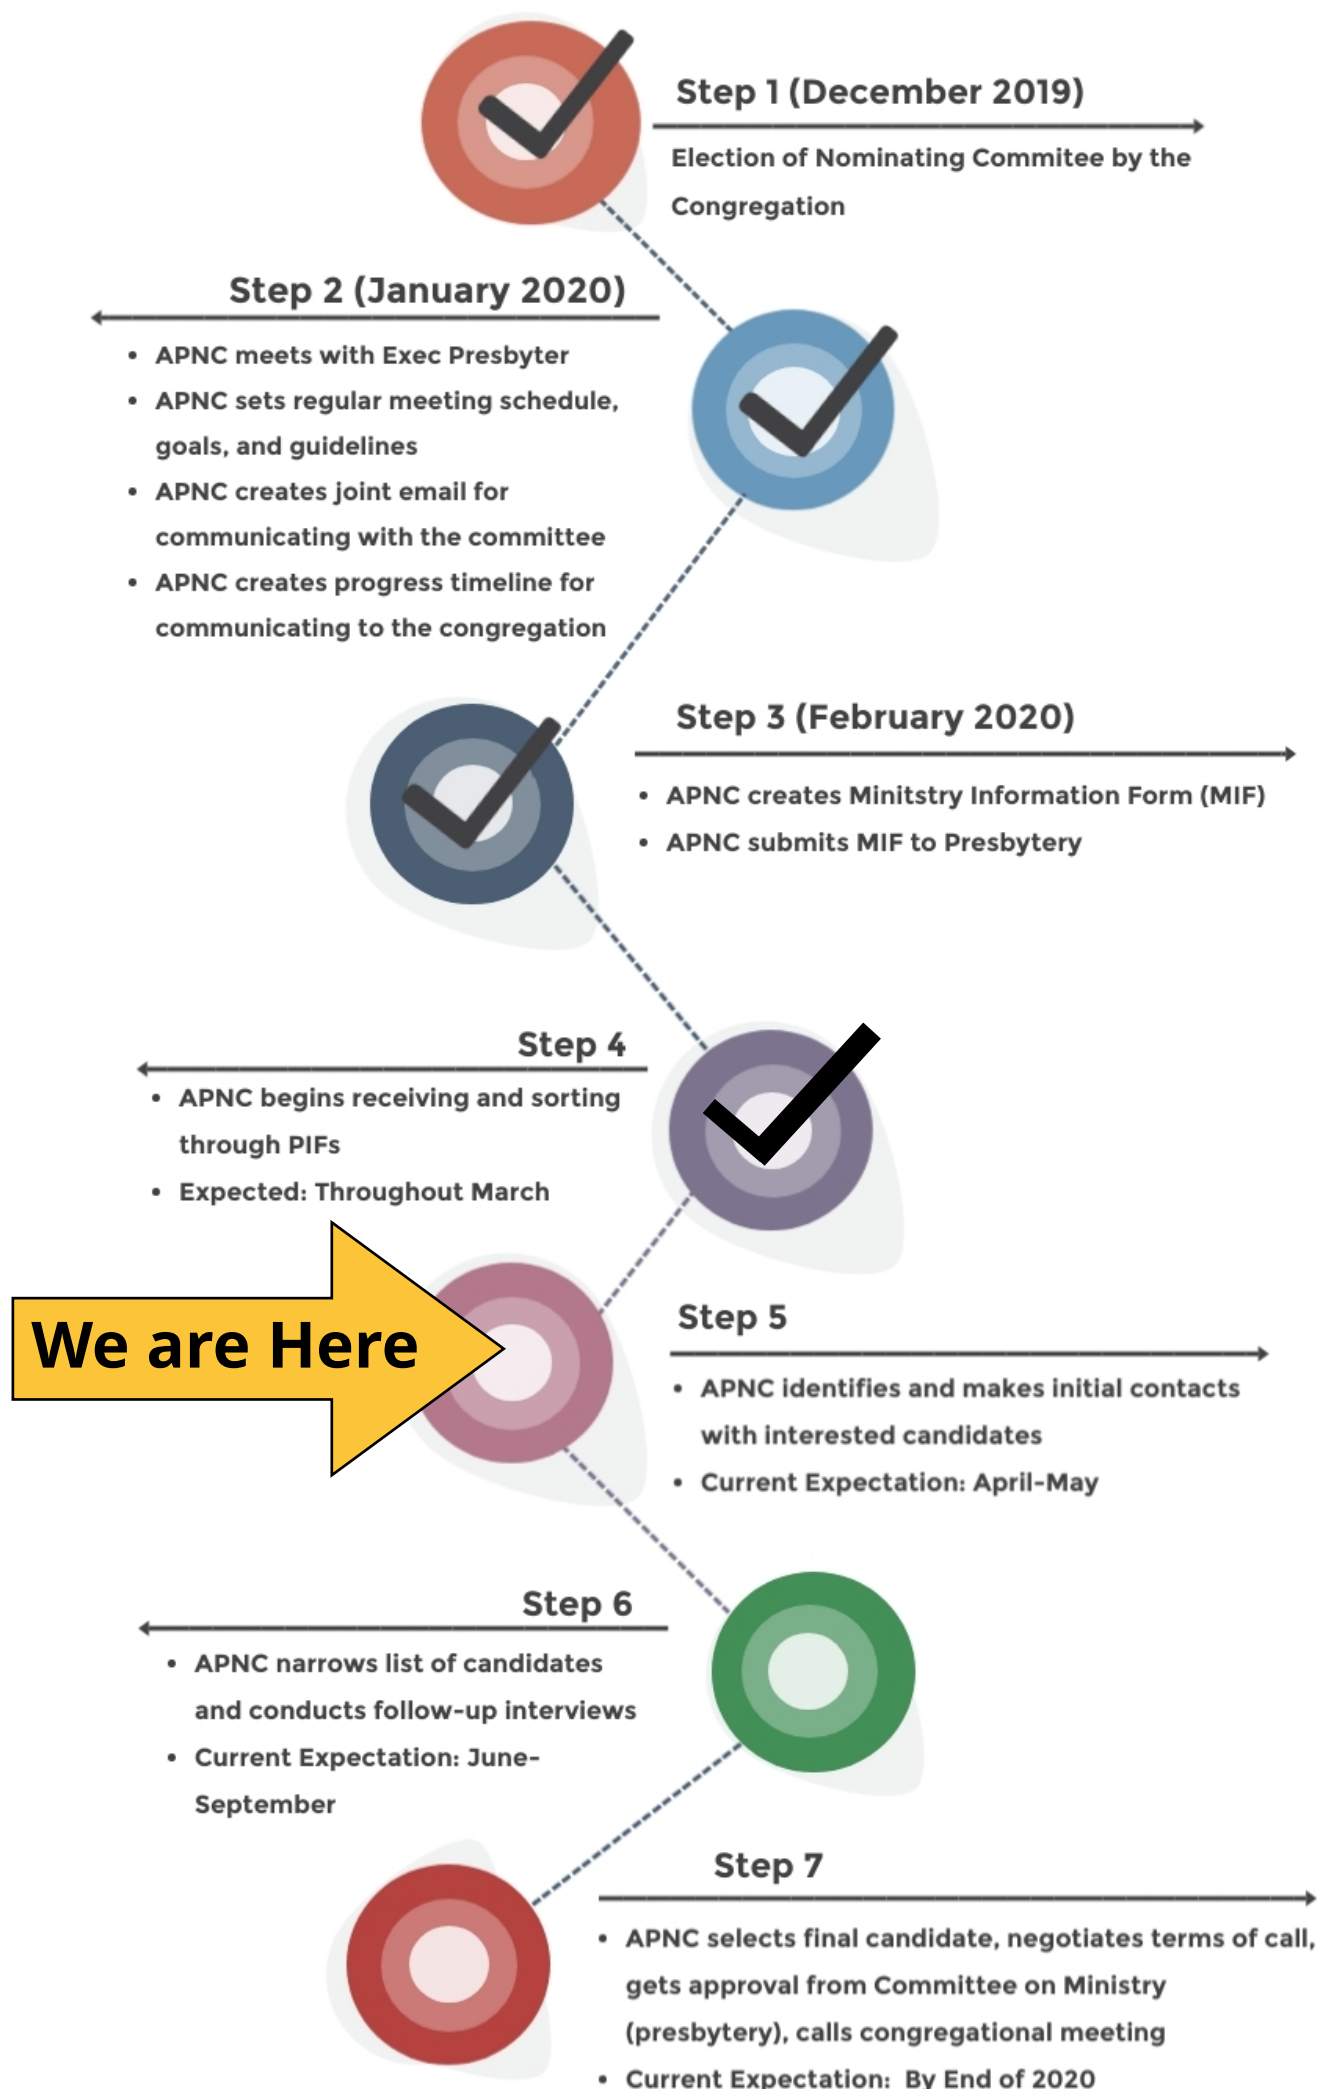 Step 1 (December 2019)
Election of Nominating Commitee by the
Congregation
Step 2 (January 2020)
• APNC meets with Exec Presbyter
• APNC sets regular meeting schedule,
goals, and guidelines
• APNC creates joint email for
communicating with the committee
• APNC creates progress timeline for
communicating to the congregation
Step 3 (February 2020)
• APNC creates Minitstry Information Form (MIF)
• APNC submits MIF to Presbytery
Step 4
• APNC begins receiving and sorting
through PIFs
• Expected: Throughout March
We are Here
Step 5
• APNC identifies and makes initial contacts
with interested candidates
• Current Expectation: April-May
Step 6
• APNC narrows list of candidates
and conducts follow-up interviews
• Current Expectation: June-
September
Step 7
• APNC selects final candidate, negotiates terms of call,
gets approval from Committee on Ministry
(presbytery), calls congregational meeting
• Current Expectation: By End of 2020